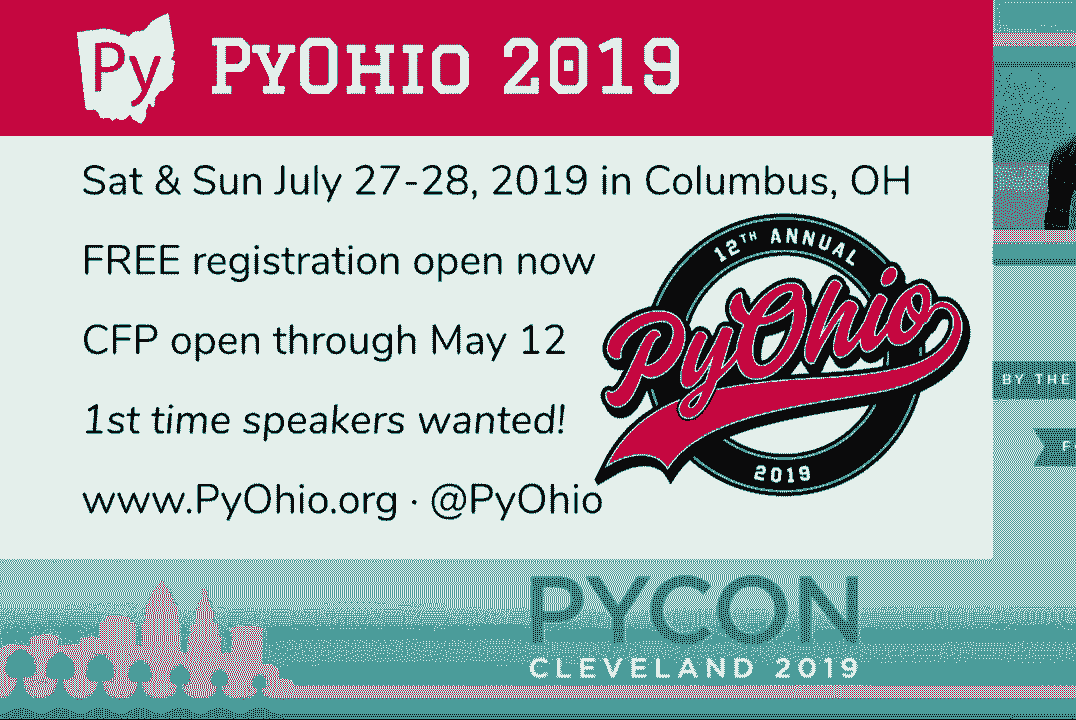 Py PyOhio 2019
Sat & Sun July 27-28, 2019 in Columbus, OH
FREE registration open now
CFP open through May 12
1st time speakers wanted!
www.PyOhio.org · @PyOhio
12TH ANNUAL
PyOhio
2019
BY THE
PYCON
CLEVELAND 2019